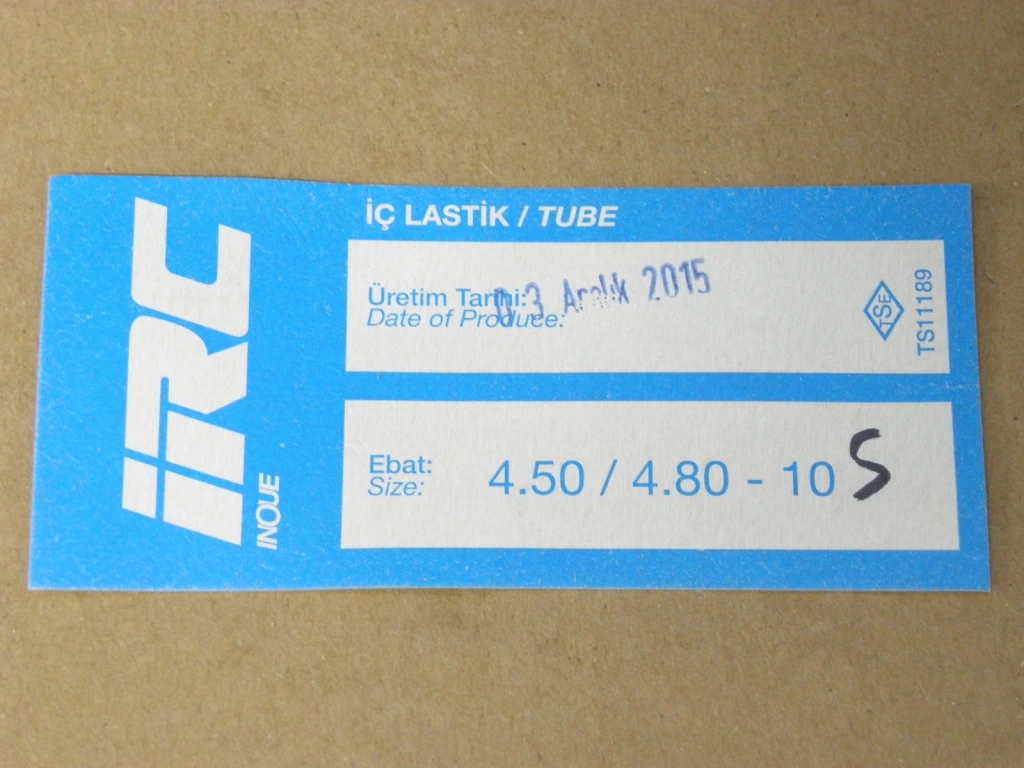 iRC
INOUE
İÇ LASTİK / TUBE
Üretim Tarihi: 03 Aralık 2015
Date of Produce:
TSE
TS11189
Ebat:
Size:
4.50 / 4.80 - 10 S